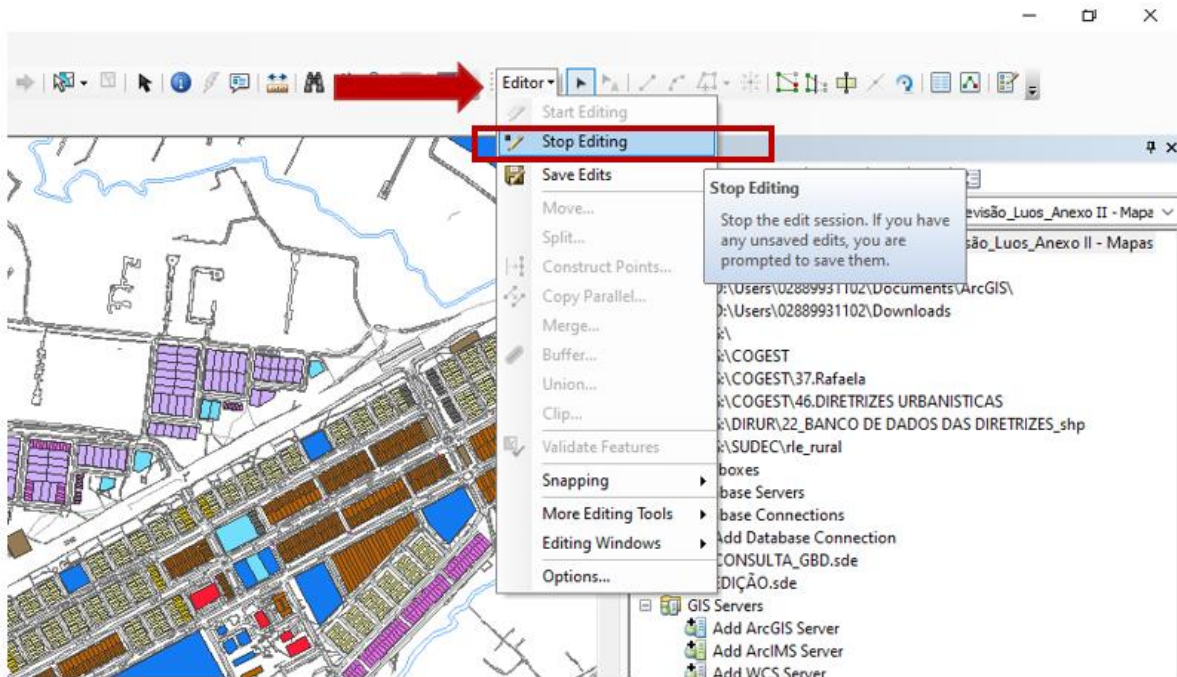 Editor
Start Editing
Stop Editing
Save Edits
Move...
Split...
Construct Points...
Copy Parallel...
Merge...
Buffer...
Union...
Clip...
Validate Features
Snapping
More Editing Tools
Editing Windows
Options...
Stop Editing
Stop the edit session. If you have
any unsaved edits, you are
prompted to save them.
evisão_Luos_Anexo II - Mapa
são_Luos_Anexo II - Mapas
:\Users\02889931102\Documents\ArcGIS\
:\Users\02889931102\Downloads
:\
:\COGEST
:\COGEST\37.Rafaela
:\COGEST\46.DIRETRIZES URBANISTICAS
:\DIRUR\22_BANCO DE DADOS DAS DIRETRIZES_shp
:\SUDEC\rle_rural
boxes
base Servers
base Connections
Add Database Connection
CONSULTA_GBD.sde
EDIÇÃO.sde
GIS Servers
Add ArcGIS Server
Add ArcIMS Server
Add WCS Server